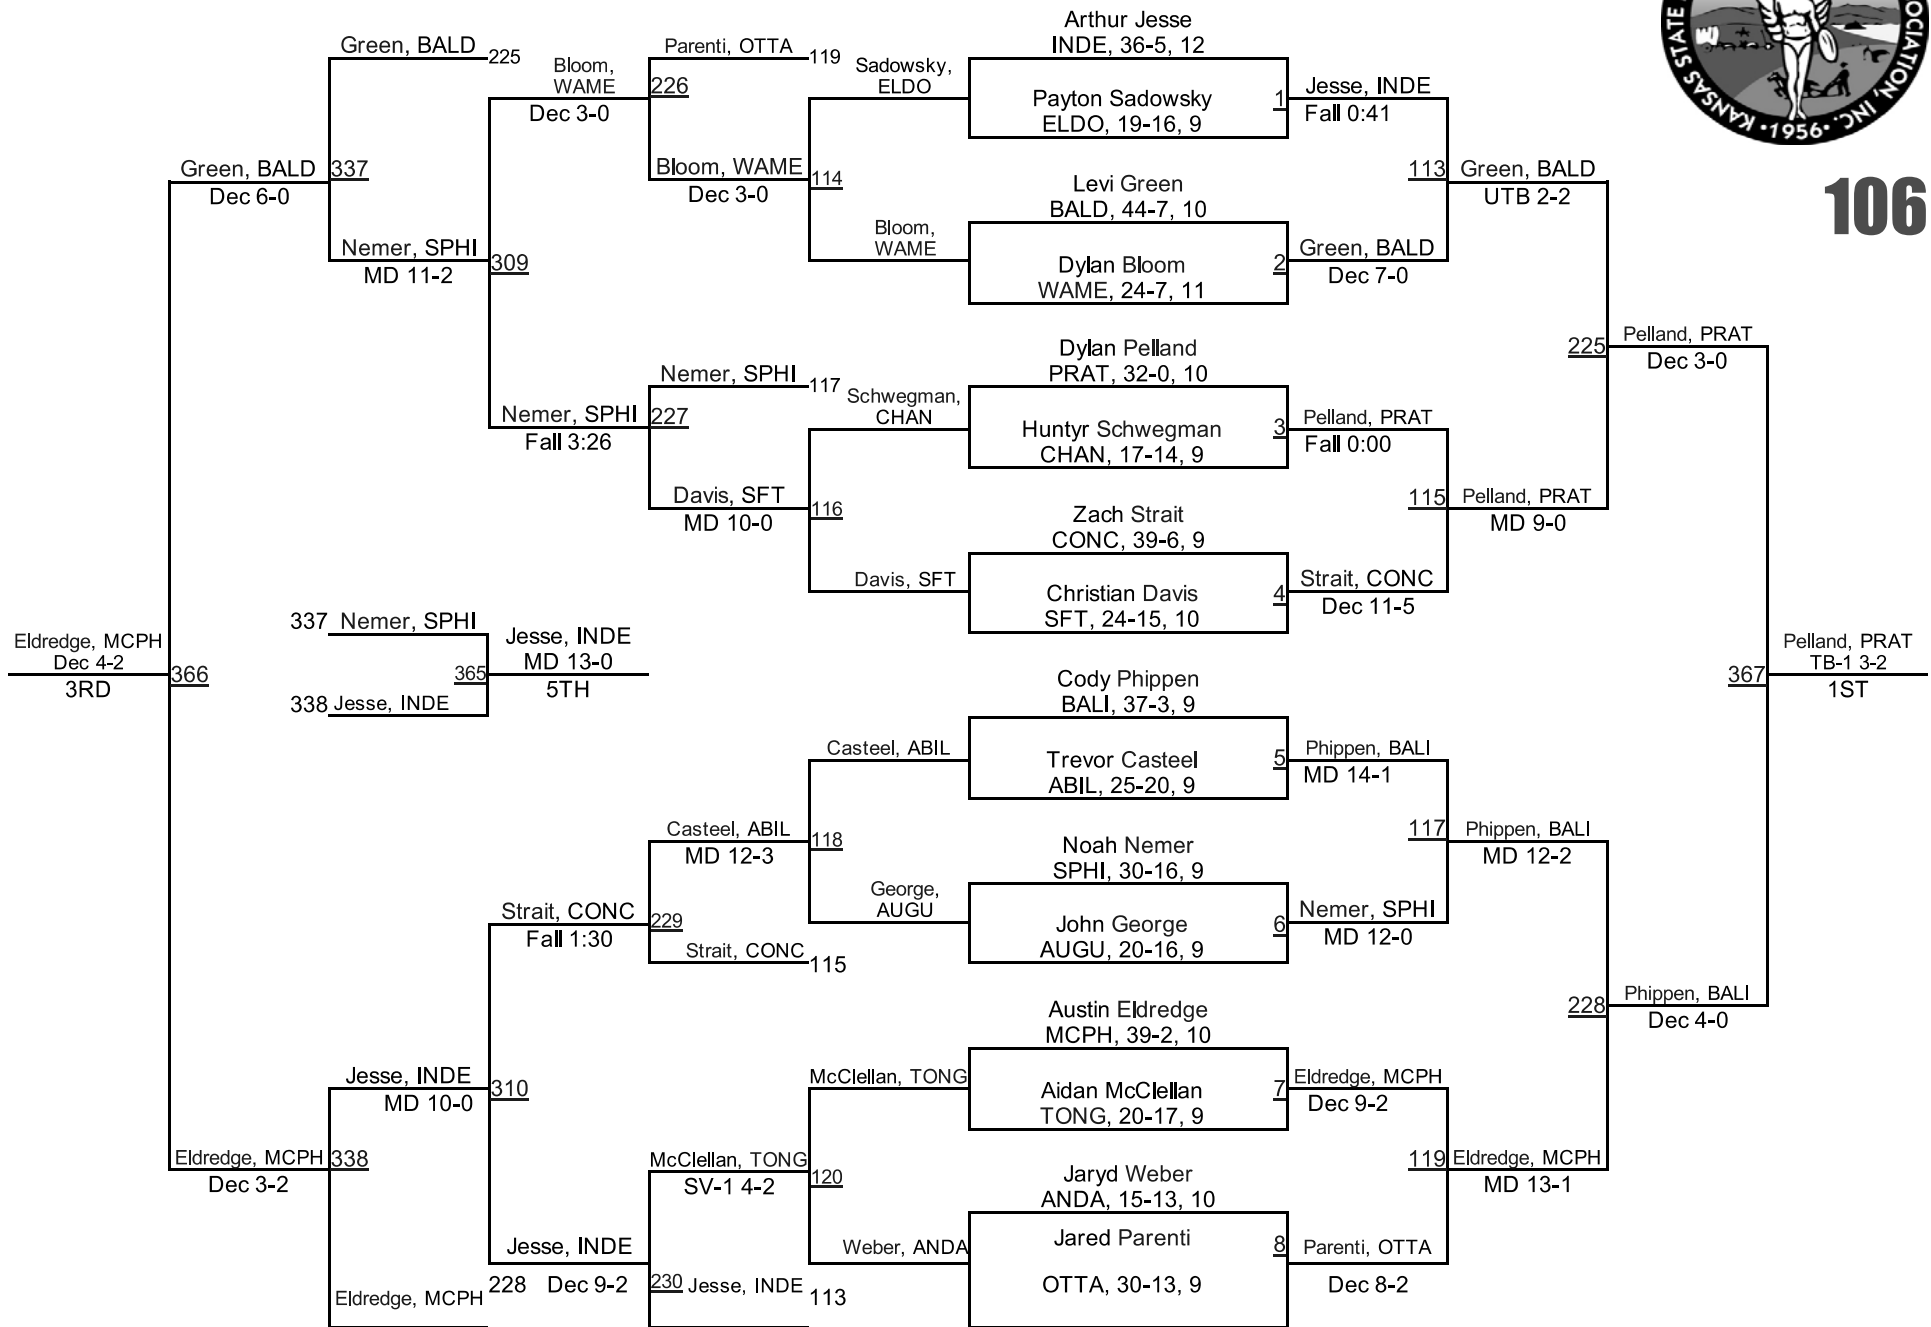 KANSAS STATE
OCIATION, INC.
•1956•
106
Green, BALD
225
Bloom,
WAME
Dec 3-0
Parenti, OTTA
119
226
Sadowsky,
ELDO
Arthur Jesse
INDE, 36-5, 12
Payton Sadowsky
ELDO, 19-16, 9
1
Jesse, INDE
Fall 0:41
Green, BALD
Dec 6-0
337
Bloom, WAME
Dec 3-0
114
113
Green, BALD
UTB 2-2
Levi Green
BALD, 44-7, 10
Nemer, SPHI
MD 11-2
309
Bloom,
WAME
Dylan Bloom
WAME, 24-7, 11
2
Green, BALD
Dec 7-0
225
Pelland, PRAT
Dec 3-0
Dylan Pelland
PRAT, 32-0, 10
Nemer, SPHI
117
Nemer, SPHI
Fall 3:26
227
Schwegman,
CHAN
Huntyr Schwegman
CHAN, 17-14, 9
3
Pelland, PRAT
Fall 0:00
Davis, SFT
MD 10-0
116
115
Pelland, PRAT
MD 9-0
Zach Strait
CONC, 39-6, 9
Davis, SFT
Christian Davis
SFT, 24-15, 10
4
Strait, CONC
Dec 11-5
Eldredge, MCPH
Dec 4-2
3RD
366
337
Nemer, SPHI
338
Jesse, INDE
365
Jesse, INDE
MD 13-0
5TH
367
Pelland, PRAT
TB-1 3-2
1ST
Cody Phippen
BALI, 37-3, 9
Casteel, ABIL
Trevor Casteel
ABIL, 25-20, 9
5
Phippen, BALI
MD 14-1
Casteel, ABIL
MD 12-3
118
117
Phippen, BALI
MD 12-2
Noah Nemer
SPHI, 30-16, 9
Strait, CONC
Fall 1:30
229
Strait, CONC
115
George,
AUGU
John George
AUGU, 20-16, 9
6
Nemer, SPHI
MD 12-0
228
Phippen, BALI
Dec 4-0
Austin Eldredge
MCPH, 39-2, 10
Jesse, INDE
MD 10-0
310
McClellan, TONG
Aidan McClellan
TONG, 20-17, 9
7
Eldredge, MCPH
Dec 9-2
Eldredge, MCPH
Dec 3-2
338
McClellan, TONG
SV-1 4-2
120
119
Eldredge, MCPH
MD 13-1
Jaryd Weber
ANDA, 15-13, 10
Jesse, INDE
Dec 9-2
Weber, ANDA
Jared Parenti
OTTA, 30-13, 9
8
Parenti, OTTA
Dec 8-2
Eldredge, MCPH
228
230
Jesse, INDE
113